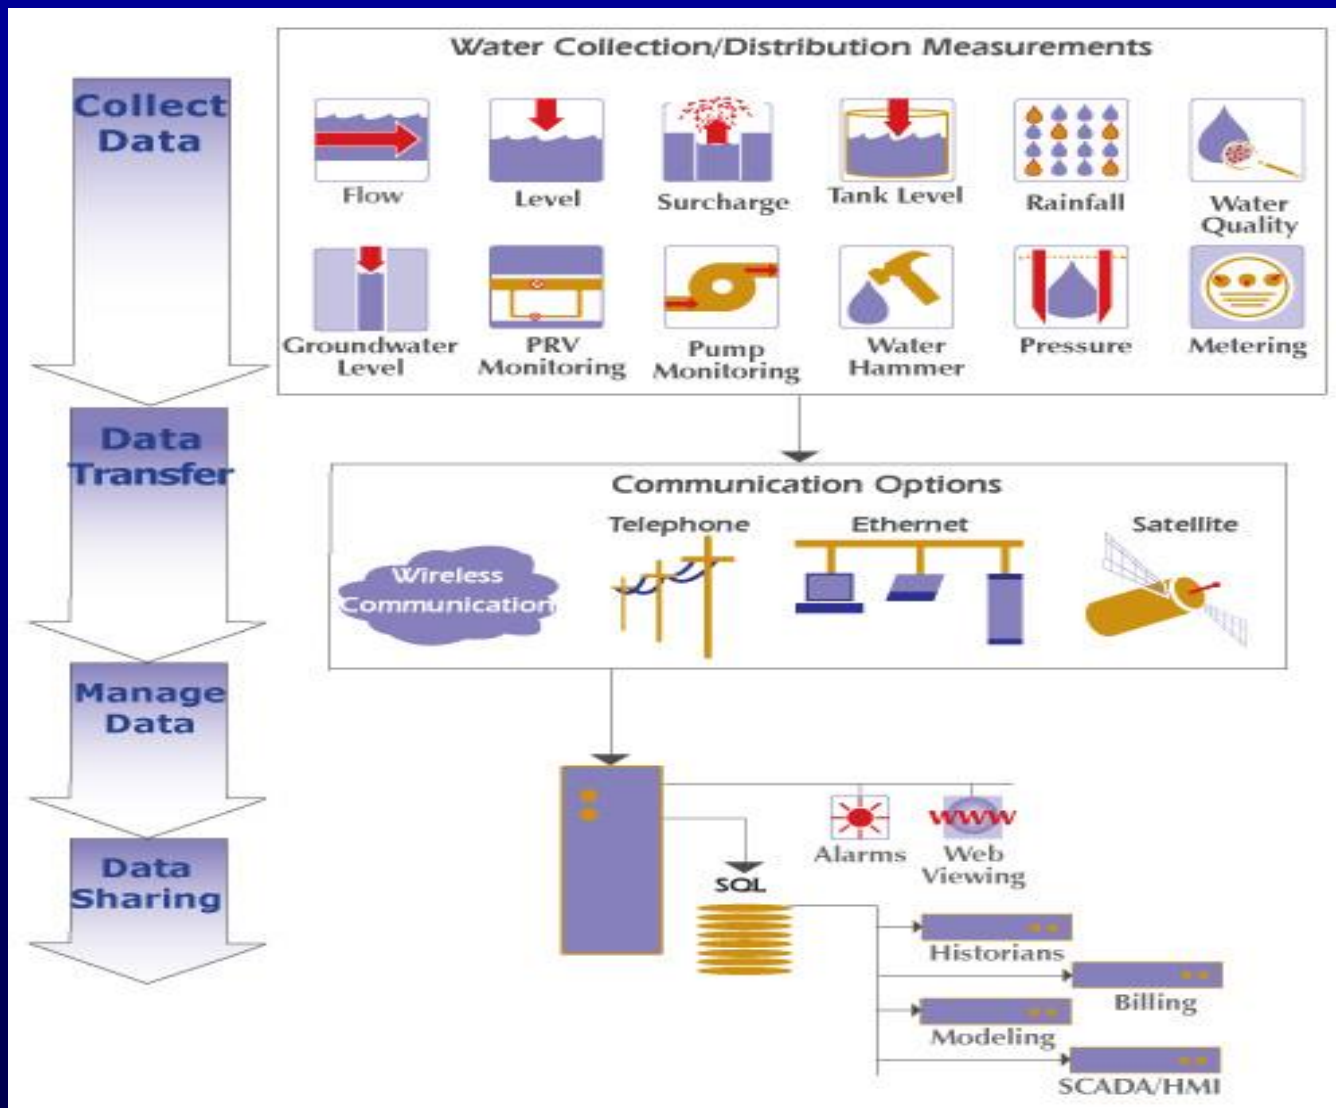 Water Collection/Distribution Measurements
Collect
Data
Flow
Level
Surcharge
Tank Level
Rainfall
Water
Quality
Groundwater
Level
PRV
Monitoring
Pump
Monitoring
Water
Hammer
Pressure
Metering
Data
Transfer
Communication Options
Wireless
Communication
Telephone
Ethernet
Satellite
Manage
Data
Data
Sharing
Alarms
www
Web
Viewing
SQL
Historians
Billing
Modeling
SCADA/HMI